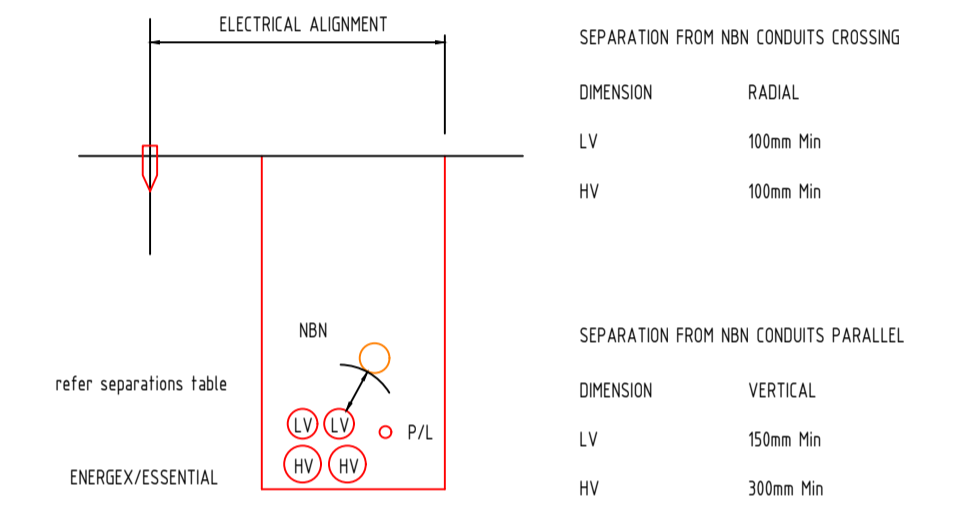 ELECTRICAL ALIGNMENT
NBN
refer separations table
LV LV
P/L
HV HV
ENERGEX/ESSENTIAL
SEPARATION FROM NBN CONDUITS CROSSING
DIMENSION RADIAL
LV 100mm Min
HV 100mm Min
SEPARATION FROM NBN CONDUITS PARALLEL
DIMENSION VERTICAL
LV 150mm Min
HV 300mm Min